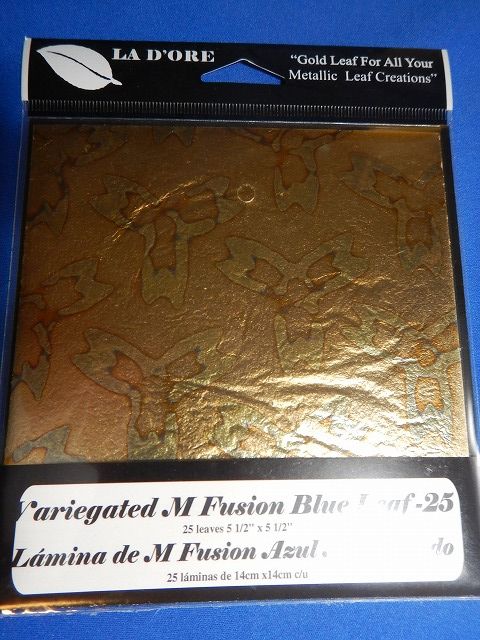 LA D'ORE
"Gold Leaf For All Your
Metallic Leaf Creations"
Variegated M Fusion Blue Leaf -25
25 leaves 5 1/2" x 5 1/2"
Lámina de M Fusion Azul
25 láminas de 14cm x14cm c/u